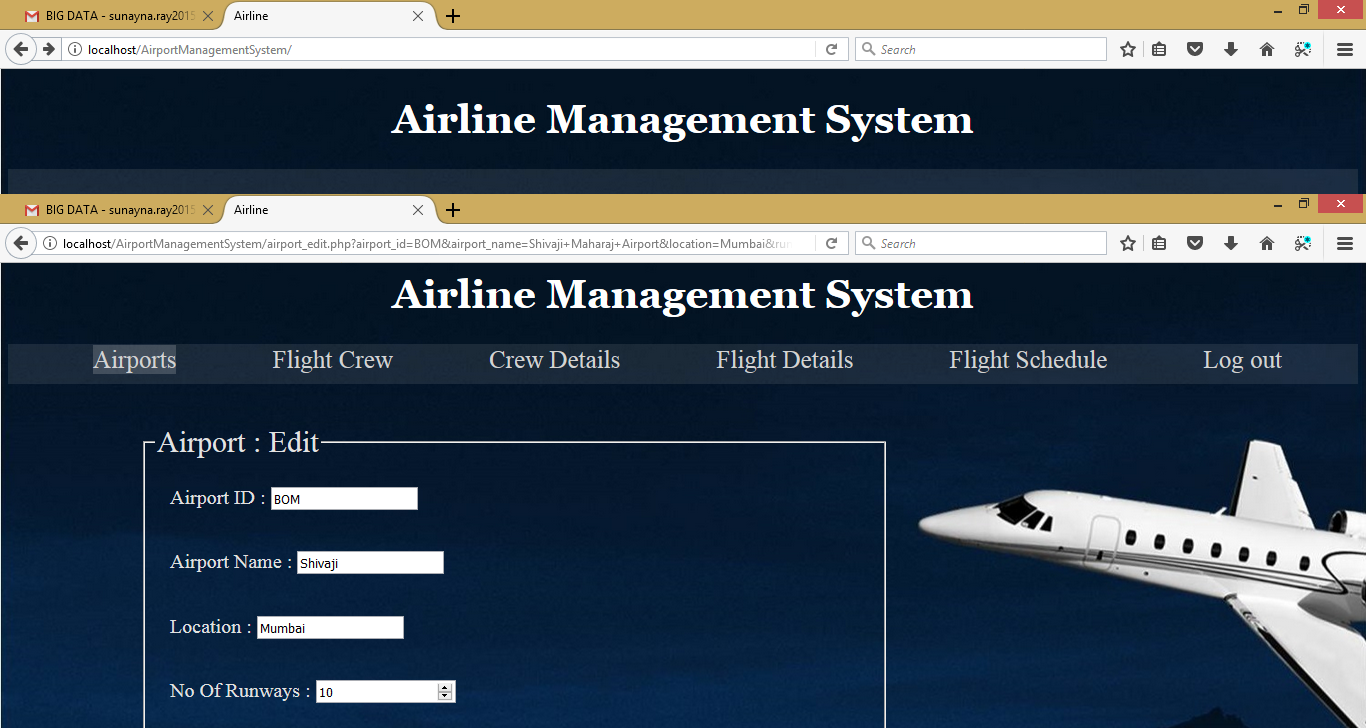 BIG DATA - sunayna.ray2015 Airline
localhost/AirportManagementSystem/ Search
Airline Management System
BIG DATA - sunayna.ray2015 Airline
localhost/AirportManagementSystem/airport_edit.php?airport_id=BOM&airport_name=Shivaji+Maharaj+Airport&location=Mumbai&run Search
Airline Management System
Airports Flight Crew Crew Details Flight Details Flight Schedule Log out
Airport : Edit
Airport ID : BOM
Airport Name : Shivaji
Location : Mumbai
No Of Runways : 10